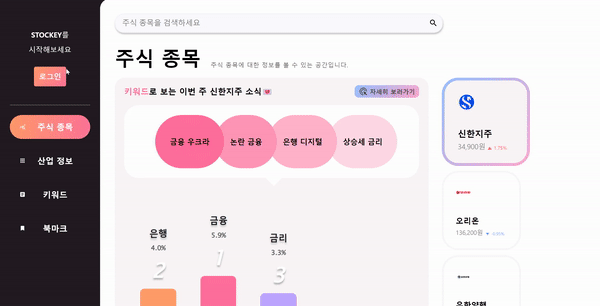 STOCKEY를
시작해보세요
로그인
주식 종목
산업 정보
키워드
북마크
주식 종목을 검색하세요
주식 종목
주식 종목에 대한 정보를 볼 수 있는 공간입니다.
키워드로 보는 이번 주 신한지주 소식
자세히 보러가기
금융 우크라
논란 금융
은행 디지털
상승세 금리
은행
4.0%
2
금융
5.9%
1
금리
3.3%
3
신한지주
34,900원 ▲ 1.75%
오리온
136,200원
유한양행